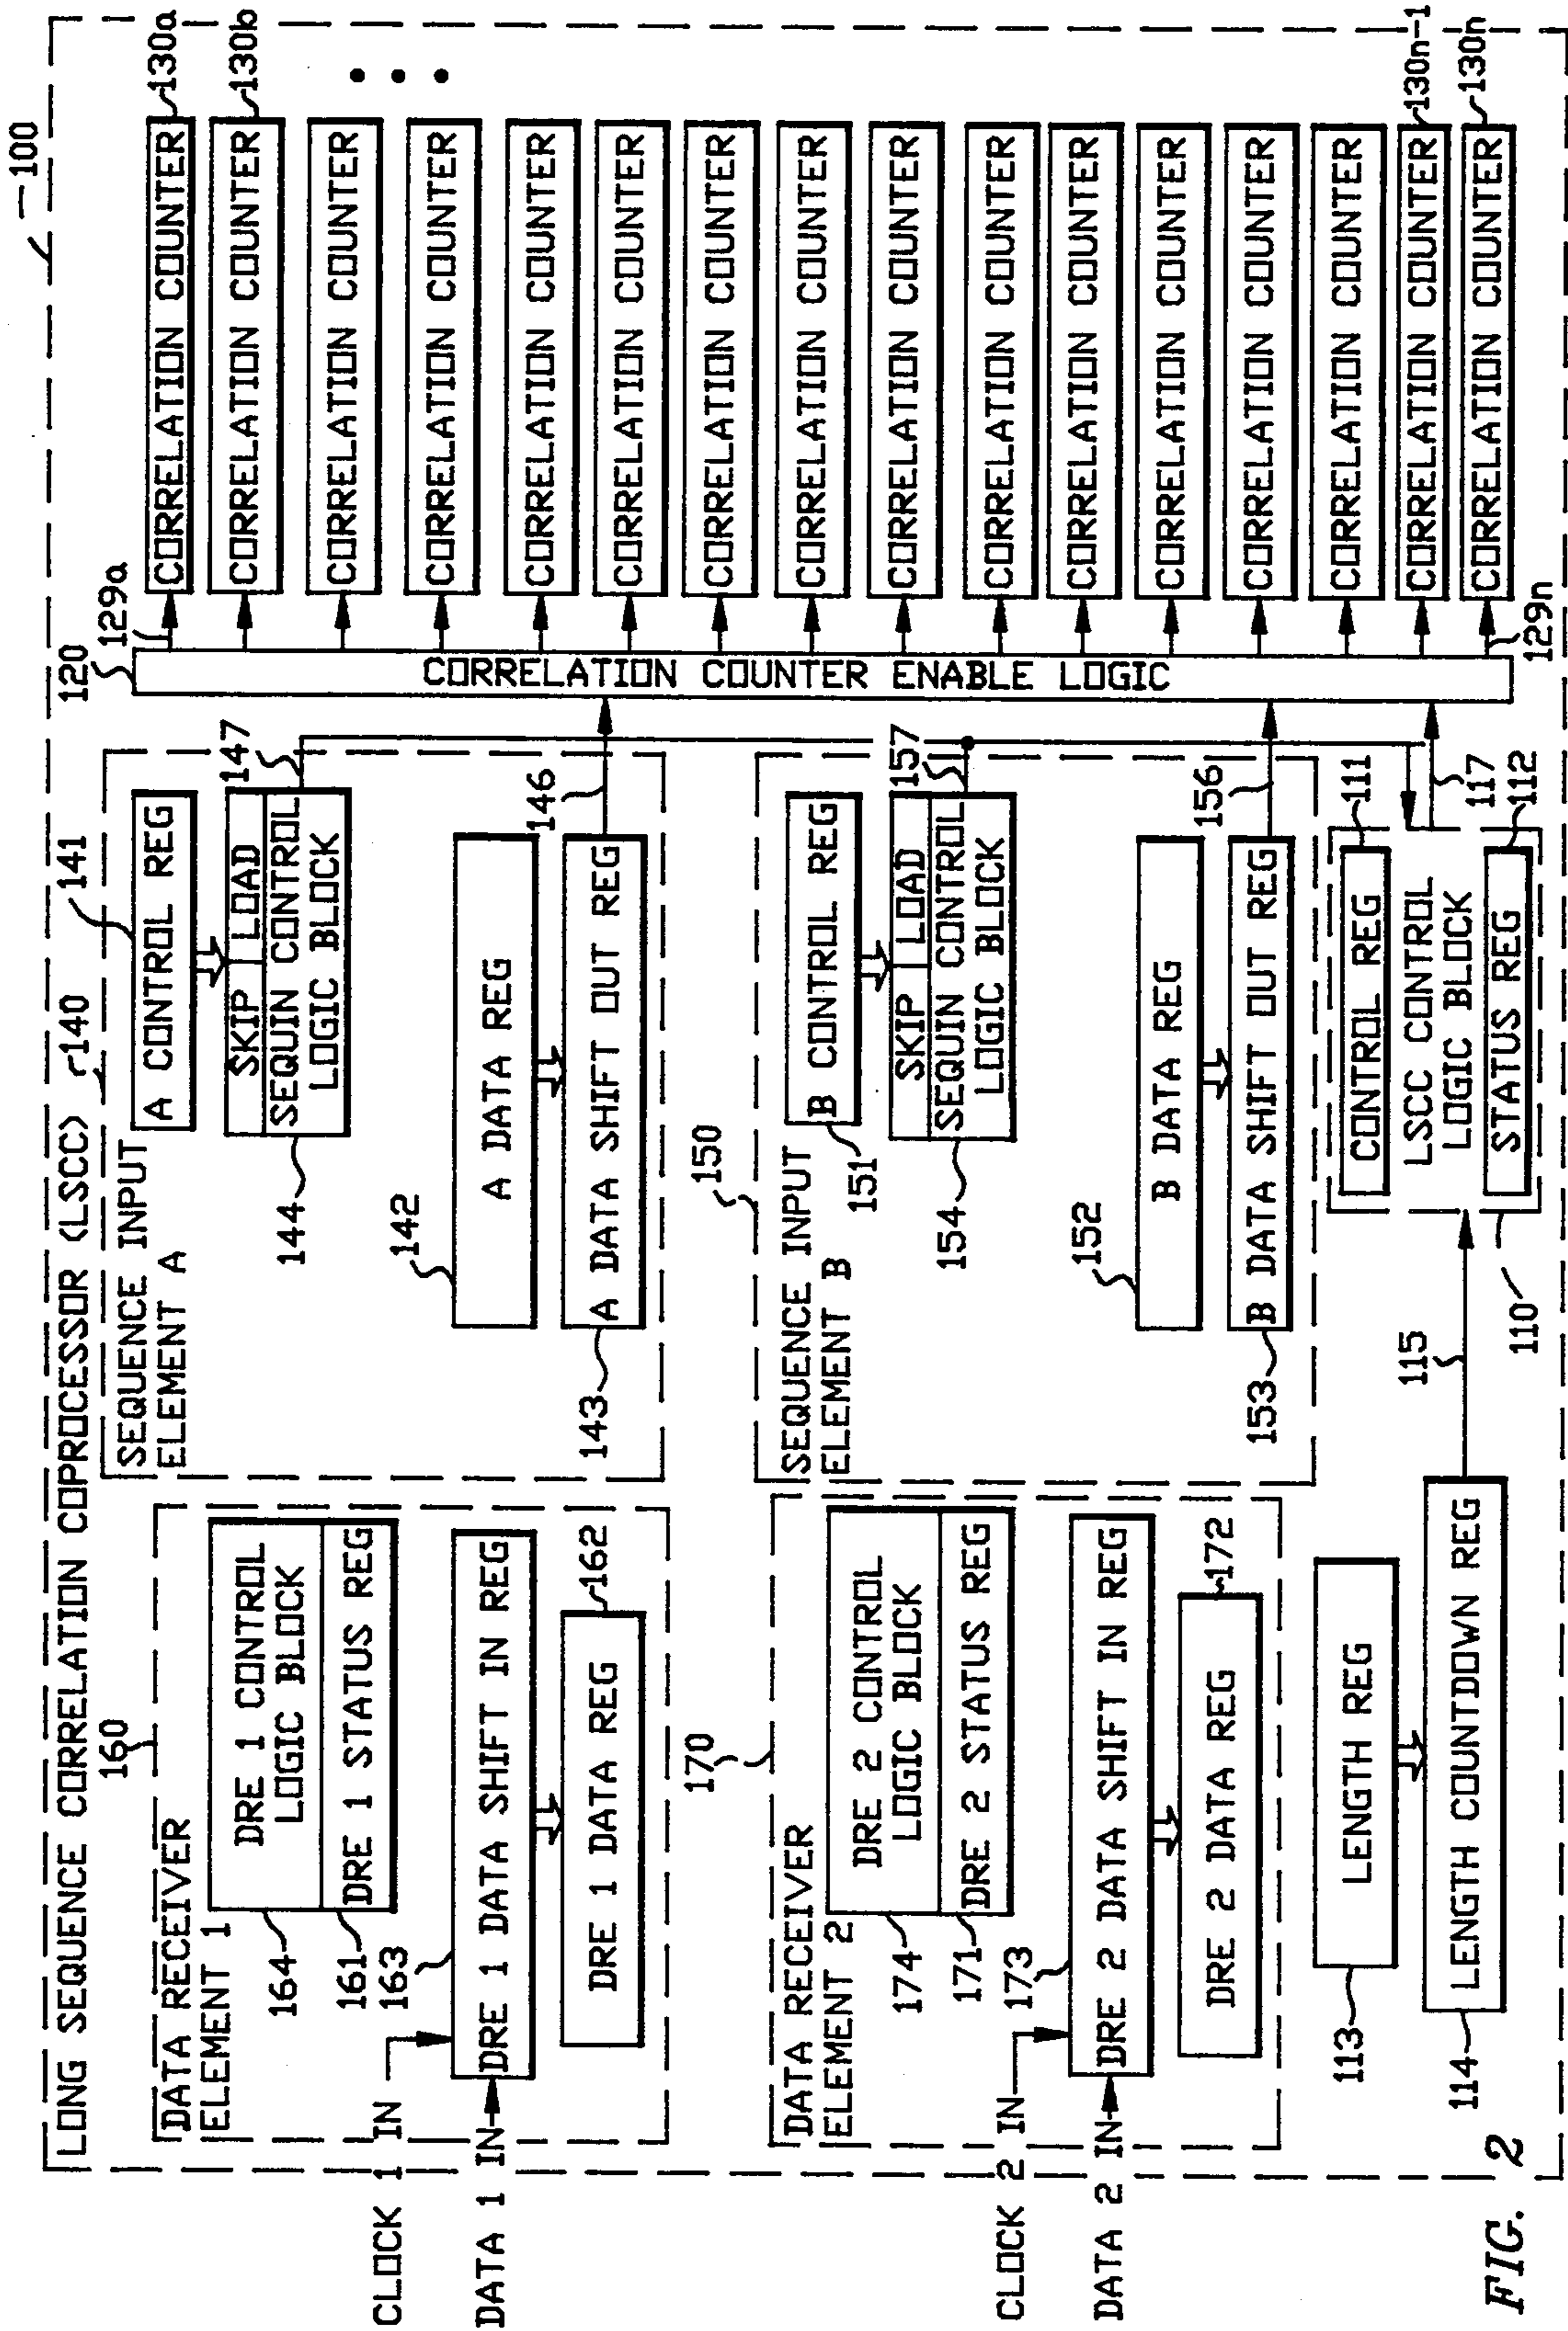 100
LONG SEQUENCE CORRELATION COPROCESSOR (LSCC)
160
DATA RECEIVER
ELEMENT 1
DRE 1 CONTROL
LOGIC BLOCK
DRE 1 STATUS REG
164
161
163
CLOCK 1 IN
DRE 1 DATA SHIFT IN REG
DATA 1 IN
DRE 1 DATA REG
162
140
141
SEQUENCE INPUT
ELEMENT A
A CONTROL REG
SKIP LOAD
SEQUIN CONTROL
LOGIC BLOCK
144
147
142
A DATA REG
146
A DATA SHIFT OUT REG
143
170
DATA RECEIVER
ELEMENT 2
DRE 2 CONTROL
LOGIC BLOCK
DRE 2 STATUS REG
174
171
173
CLOCK 2 IN
DRE 2 DATA SHIFT IN REG
DATA 2 IN
DRE 2 DATA REG
172
150
SEQUENCE INPUT
ELEMENT B
B CONTROL REG
151
SKIP LOAD
SEQUIN CONTROL
LOGIC BLOCK
154
157
152
B DATA REG
156
B DATA SHIFT OUT REG
153
LENGTH REG
113
LENGTH COUNTDOWN REG
114
115
110
CONTROL REG
111
LSCC CONTROL
LOGIC BLOCK
STATUS REG
112
117
120
129a
CORRELATION COUNTER ENABLE LOGIC
129n
CORRELATION COUNTER
130a
CORRELATION COUNTER
130b
CORRELATION COUNTER
CORRELATION COUNTER
CORRELATION COUNTER
CORRELATION COUNTER
CORRELATION COUNTER
CORRELATION COUNTER
CORRELATION COUNTER
CORRELATION COUNTER
CORRELATION COUNTER
CORRELATION COUNTER
CORRELATION COUNTER
CORRELATION COUNTER
CORRELATION COUNTER
130n-1
CORRELATION COUNTER
130n
FIG. 2